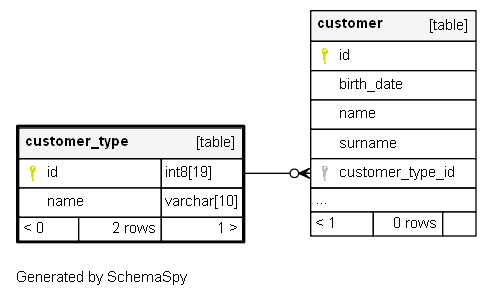 customer [table]
id
birth_date
name
surname
customer_type_id
...
< 1 0 rows
customer_type [table]
id int8[19]
name varchar[10]
< 0 2 rows 1 >
Generated by SchemaSpy